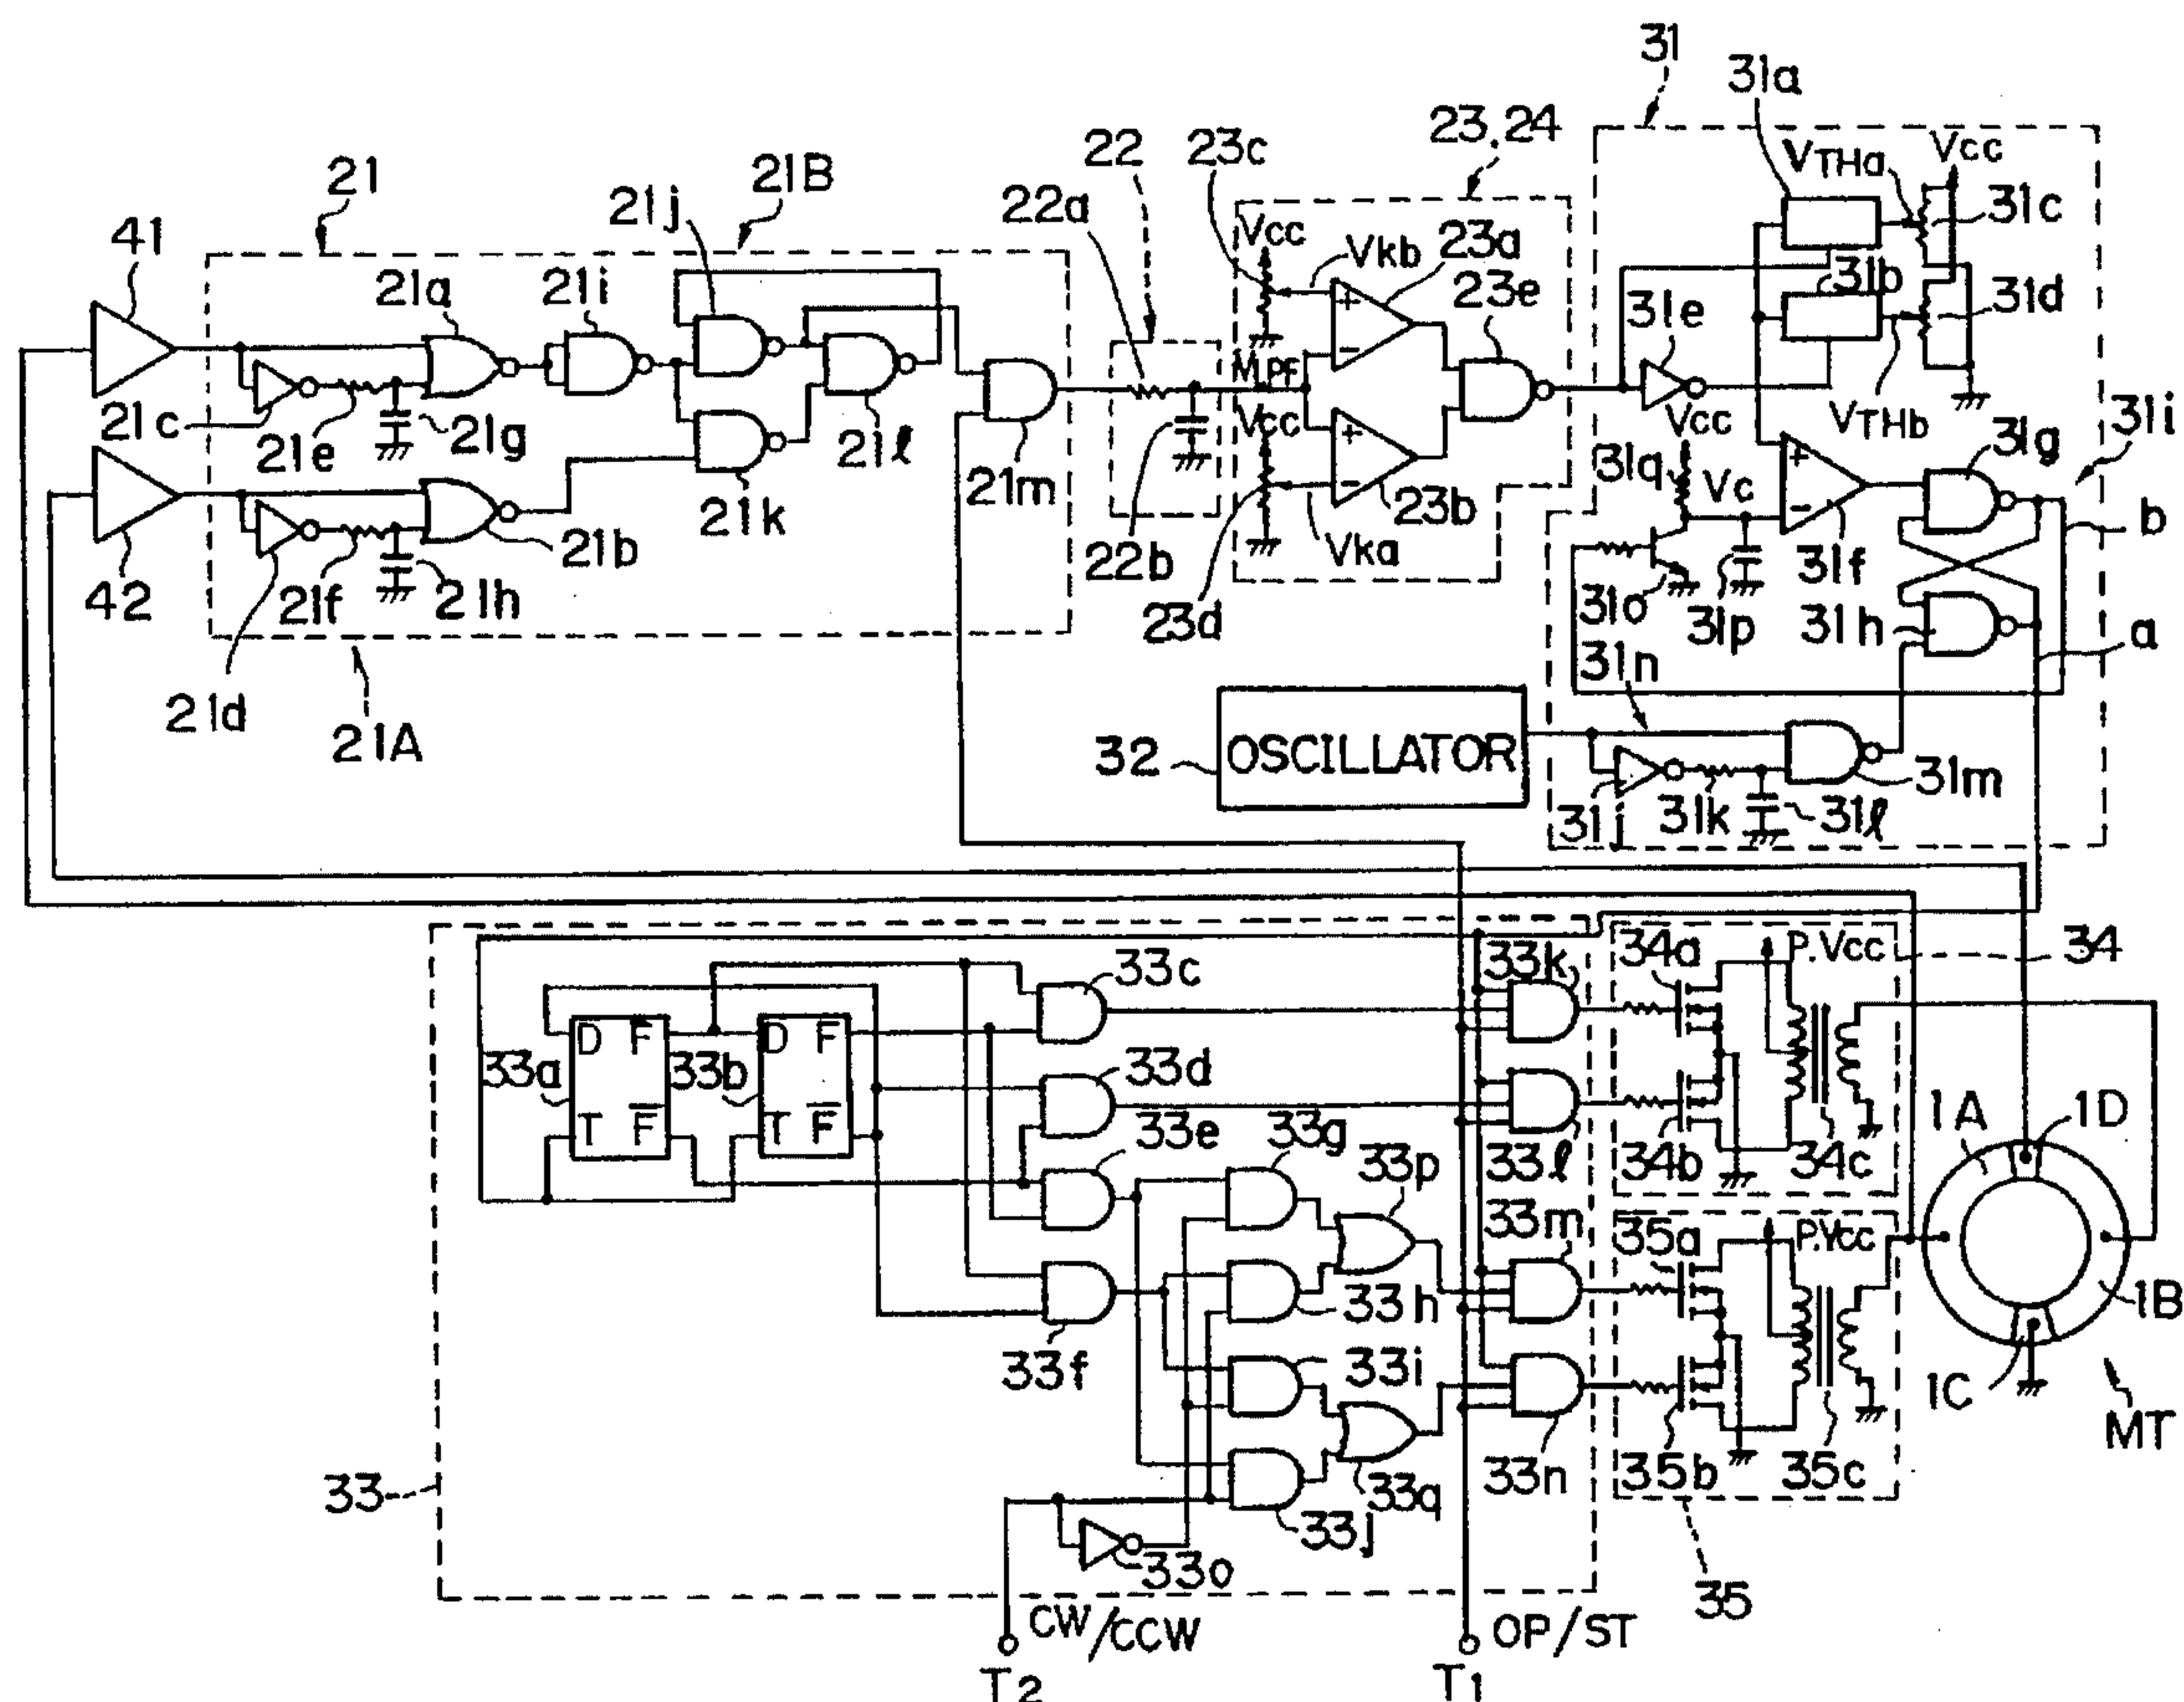 31
31a
23,24
VTHa
Vcc
22
23c
21
21B
21j
22a
31c
41
Vcc
Vkb
23a
21a
21i
23e
31b
31d
31e
M.PF
21c
21g
21l
Vcc
Vcc
VTHb
31i
21e
31g
31q
Vc
21m
21k
23b
b
21b
22b
Vka
31f
42
21f
21h
23d
31o
31p
31h
a
31n
21d
21A
32
OSCILLATOR
31m
31j
31k
31l
33c
33k
34a
P.Vcc
34
D F
D F
33a
33b
33d
T F
T F
33e
33g
33p
33l
34b
34c
1A
1D
33m
35a
P.Vcc
33h
1B
33f
33i
1C
MT
33
33j
33q
33n
35b
35c
33o
35
CW/CCW
OP/ST
T2
T1